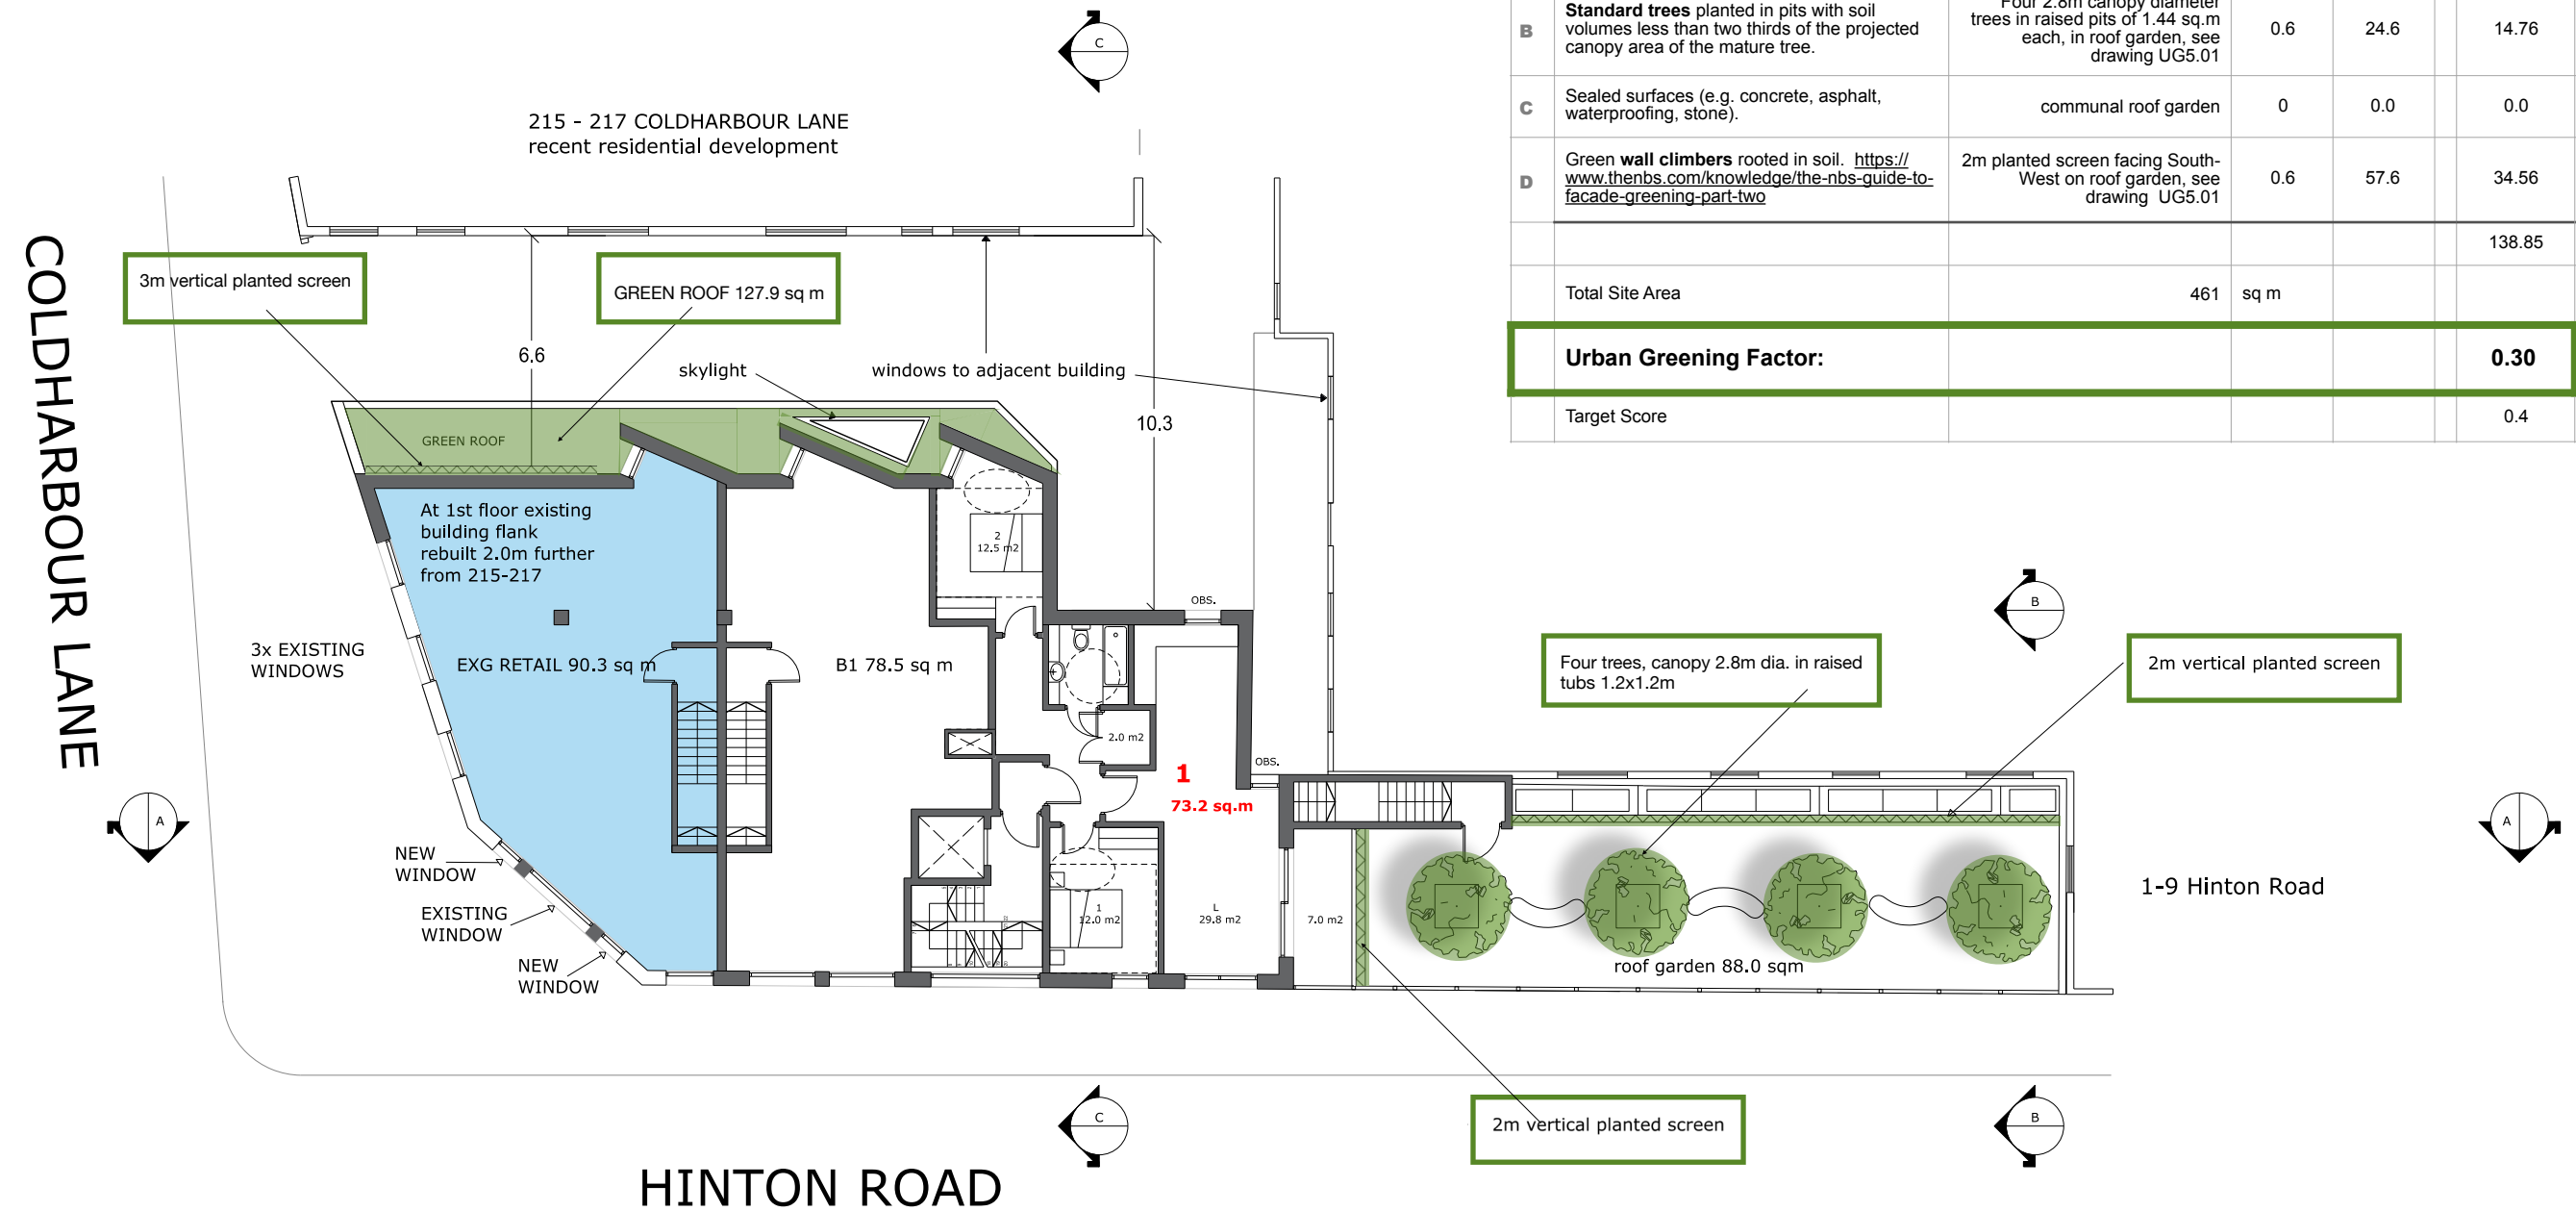 C
215 - 217 COLDHARBOUR LANE
recent residential development
COLDHARBOUR LANE
3m vertical planted screen
GREEN ROOF 127.9 sq m
6.6
skylight
windows to adjacent building
10.3
GREEN ROOF
At 1st floor existing
building flank
rebuilt 2.0m further
from 215-217
2
12.5 m2
OBS.
3x EXISTING
WINDOWS
EXG RETAIL 90.3 sq m
B1 78.5 sq m
2.0 m2
OBS.
1
73.2 sq.m
A
NEW
WINDOW
EXISTING
WINDOW
NEW
WINDOW
1
12.0 m2
L
29.8 m2
7.0 m2
roof garden 88.0 sqm
B Standard trees planted in pits with soil
volumes less than two thirds of the projected
canopy area of the mature tree.
Four 2.8m canopy diameter
trees in raised pits of 1.44 sq.m
each, in roof garden, see
drawing UG5.01
0.6 24.6 14.76
C Sealed surfaces (e.g. concrete, asphalt,
waterproofing, stone).
communal roof garden 0 0.0 0.0
D Green wall climbers rooted in soil. https://
www.thenbs.com/knowledge/the-nbs-guide-to-
facade-greening-part-two
2m planted screen facing South-
West on roof garden, see
drawing UG5.01
0.6 57.6 34.56
138.85
Total Site Area 461 sq m
Urban Greening Factor: 0.30
Target Score 0.4
B
Four trees, canopy 2.8m dia. in raised
tubs 1.2x1.2m
2m vertical planted screen
A
1-9 Hinton Road
C
2m vertical planted screen
B
HINTON ROAD